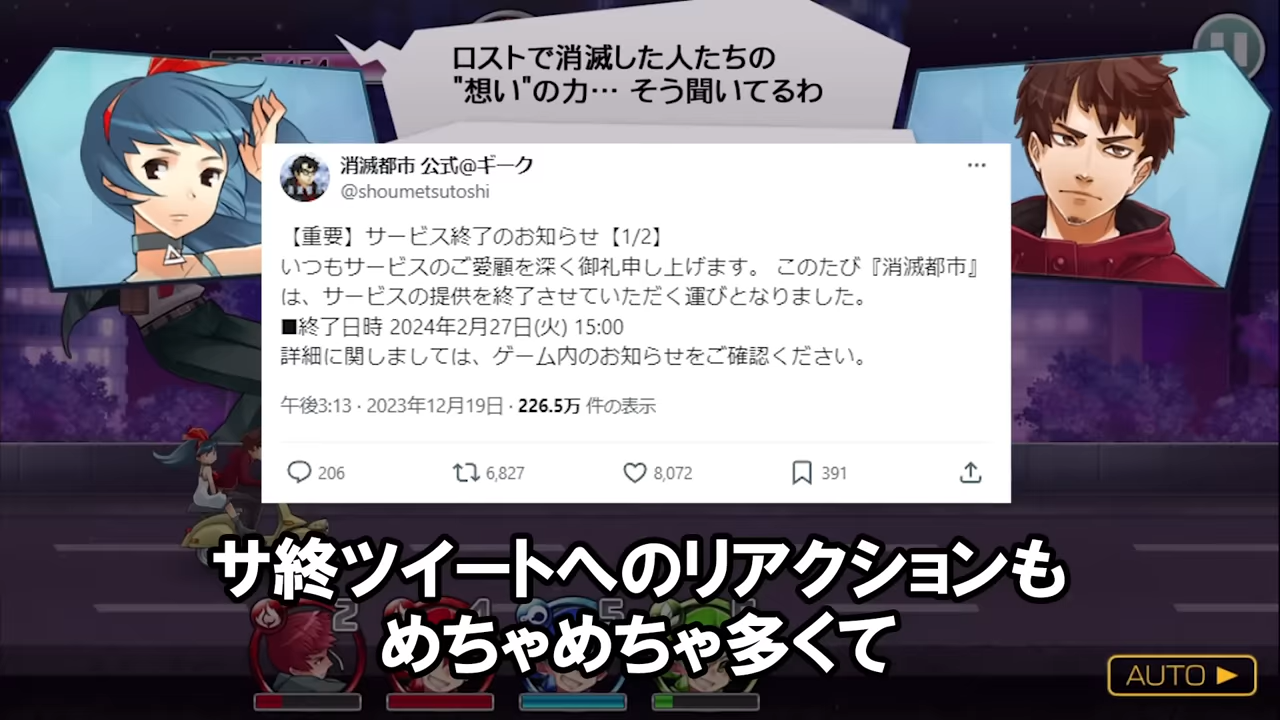 ロストで消滅した人たちの
"想い"の力… そう聞いてるわ
消滅都市 公式@ギーク
@shoumetsutoshi
【重要】サービス終了のお知らせ【1/2】
いつもサービスのご愛顧を深く御礼申し上げます。 このたび『消滅都市』
は、サービスの提供を終了させていただく運びとなりました。
■終了日時 2024年2月27日(火) 15:00
詳細に関しましては、ゲーム内のお知らせをご確認ください。
午後3:13 · 2023年12月19日 · 226.5万 件の表示
206 6,827 8,072 391
サ終ツイートへのリアクションも
めちゃめちゃ多くて
2 4 5
AUTO